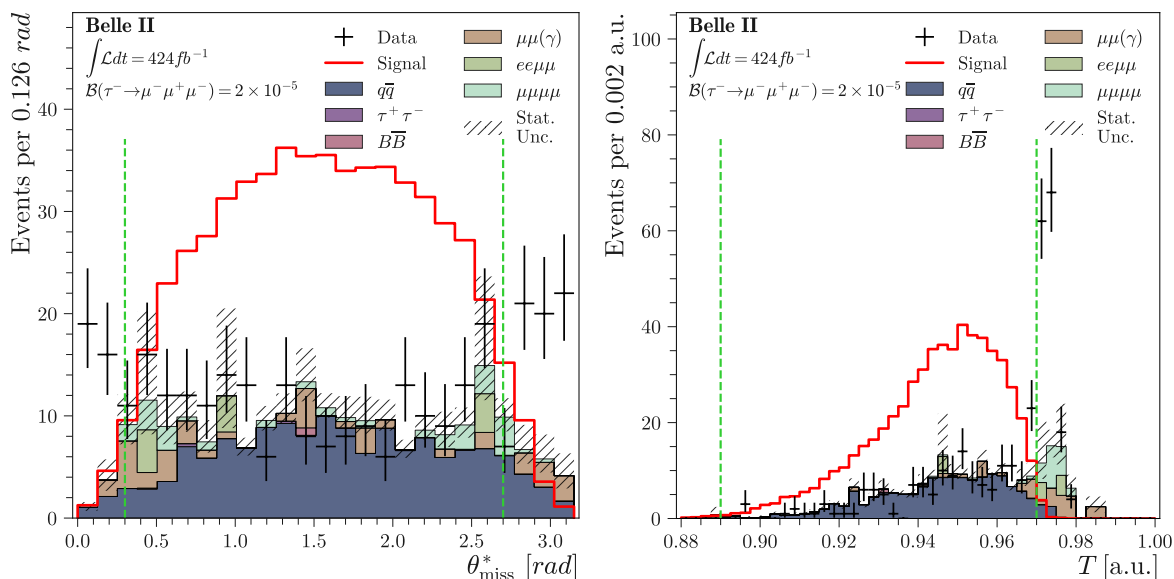 Belle II
∫ℒdt = 424 fb⁻¹
ℬ(τ⁻→μ⁻μ⁺μ⁻) = 2 × 10⁻⁵
Data
Signal
qq̅
τ⁺τ⁻
BB̅
μμ(γ)
eeμμ
μμμμ
Stat.
Unc.
Events per 0.126 rad
0
10
20
30
40
0.0 0.5 1.0 1.5 2.0 2.5 3.0
θ*miss [rad]
Belle II
∫ℒdt = 424 fb⁻¹
ℬ(τ⁻→μ⁻μ⁺μ⁻) = 2 × 10⁻⁵
Data
Signal
qq̅
τ⁺τ⁻
BB̅
μμ(γ)
eeμμ
μμμμ
Stat.
Unc.
Events per 0.002 a.u.
0
20
40
60
80
100
0.88 0.90 0.92 0.94 0.96 0.98 1.00
T [a.u.]